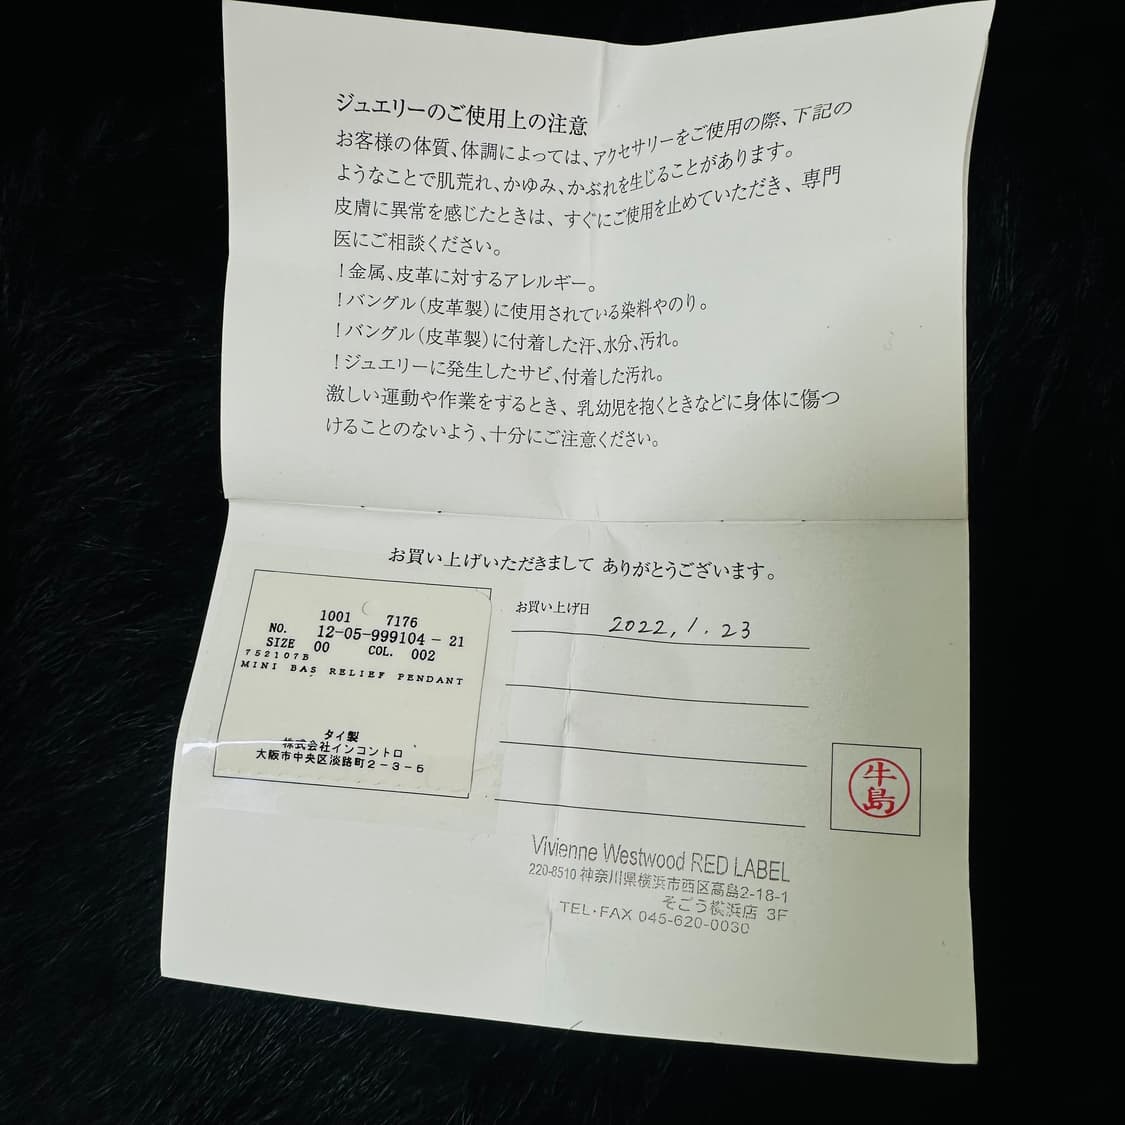 ジュエリーのご使用上の注意
お客様の体質、体調によっては、アクセサリーをご使用の際、下記の
ようなことで肌荒れ、かゆみ、かぶれを生じることがあります。
皮膚に異常を感じたときは、すぐにご使用を止めていただき、専門
医にご相談ください。
！金属、皮革に対するアレルギー。
！バングル（皮革製）に使用されている染料やのり。
！バングル（皮革製）に付着した汗、水分、汚れ。
！ジュエリーに発生したサビ、付着した汚れ。
激しい運動や作業をするとき、乳幼児を抱くときなどに身体に傷つ
けることのないよう、十分にご注意ください。
お買い上げいただきまして ありがとうございます。
1001 7176
NO. 12-05-999104-21
SIZE 00 COL. 002
752107B
MINI BAS RELIEF PENDANT
タイ製
株式会社インコントロ
大阪市中央区淡路町2-3-5
お買い上げ日 2022.1.23
牛島
Vivienne Westwood RED LABEL
220-8510 神奈川県横浜市西区高島2-18-1
そごう横浜店 3F
TEL・FAX 045-620-0030